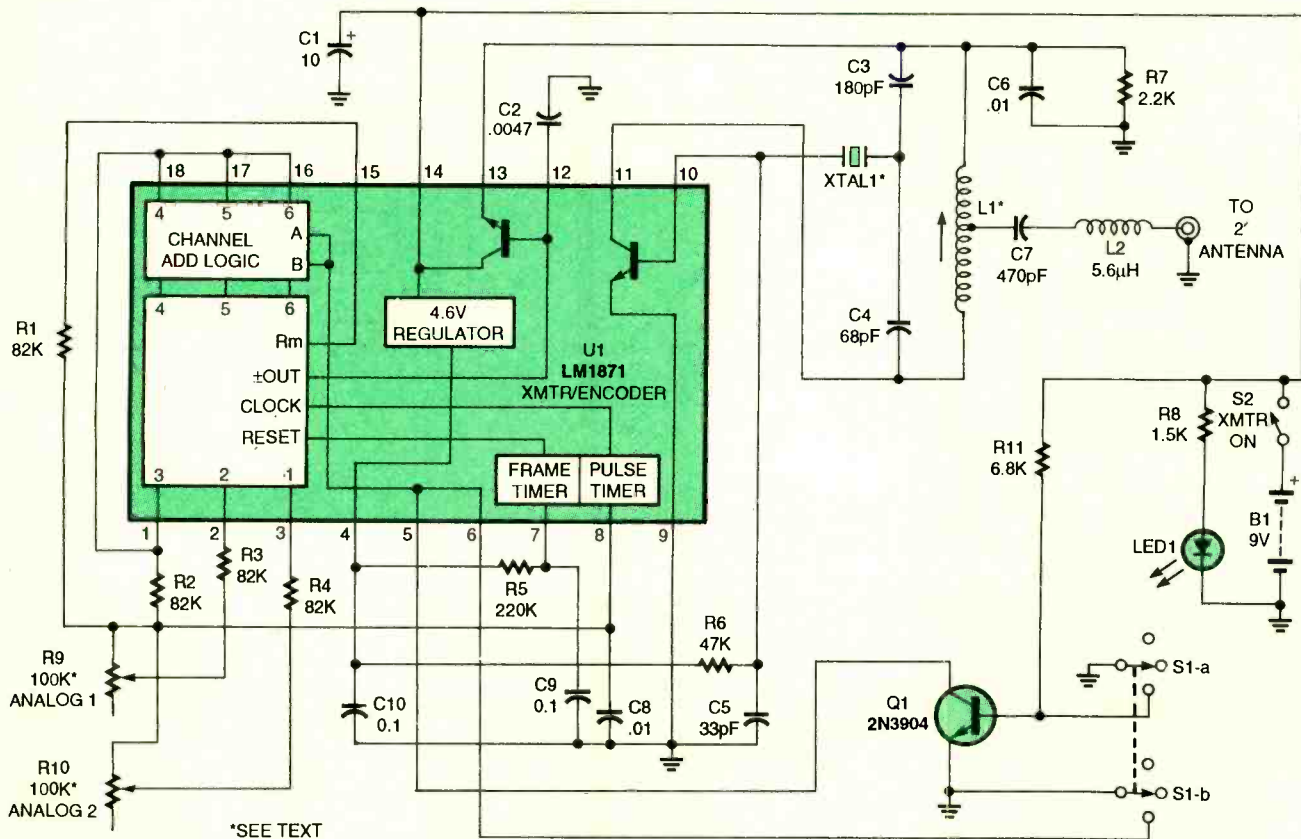 C1
10
+
C2
.0047
C3
180pF
C6
.01
R7
2.2K
18
17
16
15
14
13
12
11
10
XTAL1*
L1*
C7
470pF
L2
5.6µH
TO
2′
ANTENNA
4
5
6
A
B
CHANNEL
ADD LOGIC
4
5
6
R1
82K
Rm
±OUT
CLOCK
RESET
4.6V
REGULATOR
U1
LM1871
XMTR/ENCODER
C4
68pF
3
2
1
FRAME
TIMER
PULSE
TIMER
R11
6.8K
R8
1.5K
S2
XMTR
ON
+
B1
9V
LED1
1
2
3
4
5
6
7
8
9
R2
82K
R3
82K
R4
82K
R5
220K
R6
47K
R9
100K*
ANALOG 1
C10
0.1
C9
0.1
C8
.01
C5
33pF
Q1
2N3904
S1-a
R10
100K*
ANALOG 2
S1-b
*SEE TEXT